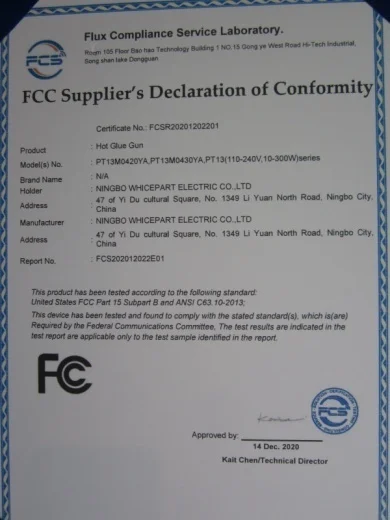 FCS
Flux Compliance Service Laboratory.
Room 105 Floor Bao hao Technology Building 1 NO.15 Gong ye West Road Hi-Tech Industrial,
Song shan lake Dongguan
FCC Supplier's Declaration of Conformity
Certificate No.: FCSR20201202201
Product : Hot Glue Gun
Model(s) No. : PT13M0420YA,PT13M0430YA,PT13(110-240V,10-300W)series
Brand Name : N/A
Holder : NINGBO WHICEPART ELECTRIC CO.,LTD
Address : 47 of Yi Du cultural Square, No. 1349 Li Yuan North Road, Ningbo City,
China
Manufacturer : NINGBO WHICEPART ELECTRIC CO.,LTD
Address : 47 of Yi Du cultural Square, No. 1349 Li Yuan North Road, Ningbo City,
China
Report No. : FCS202012022E01
This product has been tested according to the following standard:
United States FCC Part 15 Subpart B and ANSI C63.10-2013;
This device has been tested and found to comply with the stated standard(s), which is(are)
Required by the Federal Communications Committee, The test results are indicated in the
test report are applicable only to the test sample identified in the report.
FC
FCS
Approved by:
14 Dec. 2020
Kait Chen/Technical Director